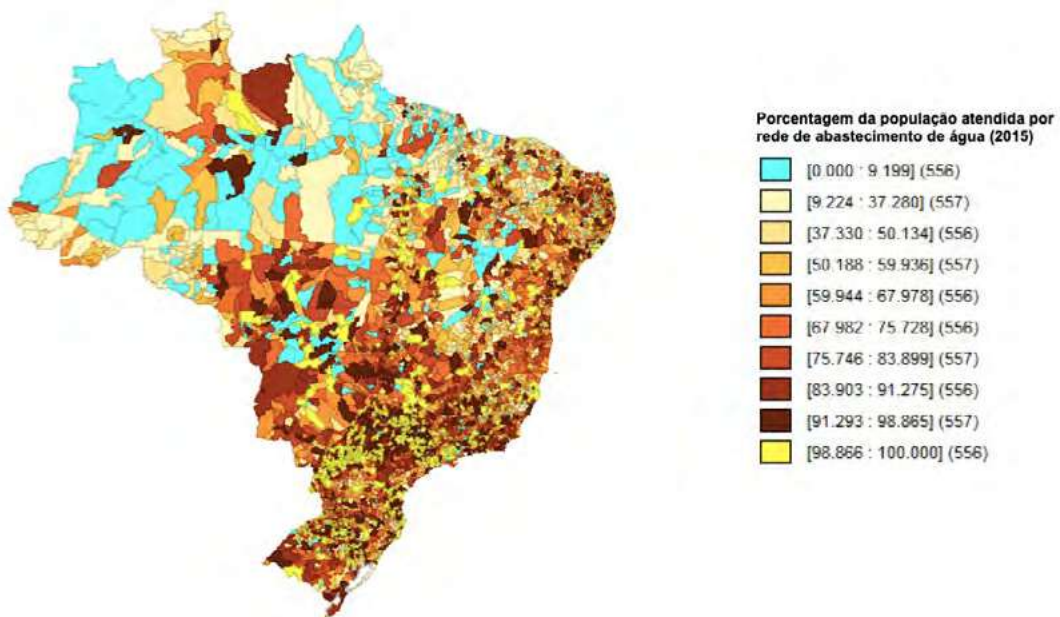 Porcentagem da população atendida por
rede de abastecimento de água (2015)
[0.000 : 9.199] (556)
[9.224 : 37.280] (557)
[37.330 : 50.134] (556)
[50.188 : 59.936] (557)
[59.944 : 67.978] (556)
[67.982 : 75.728] (556)
[75.746 : 83.899] (557)
[83.903 : 91.275] (556)
[91.293 : 98.865] (557)
[98.866 : 100.000] (556)